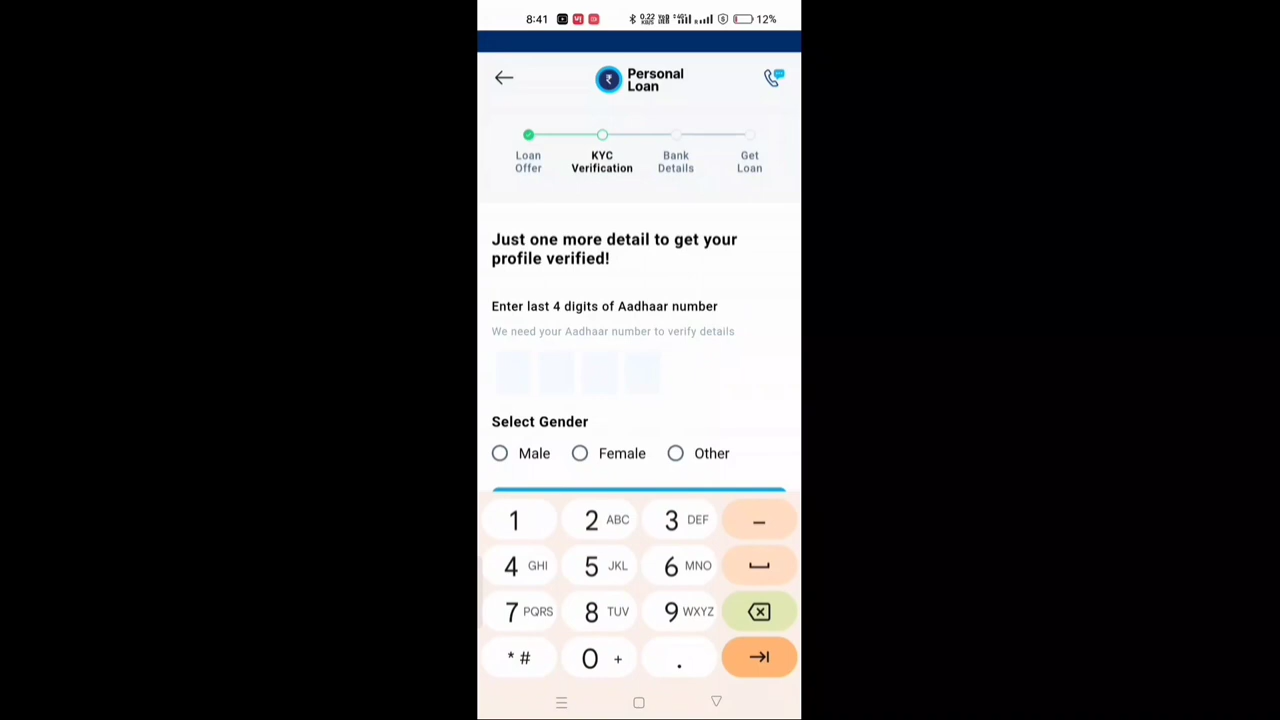 8:41
12%
Personal
Loan
Loan
Offer
KYC
Verification
Bank
Details
Get
Loan
Just one more detail to get your
profile verified!
Enter last 4 digits of Aadhaar number
We need your Aadhaar number to verify details
Select Gender
Male Female Other
1 2 ABC 3 DEF –
4 GHI 5 JKL 6 MNO
7 PQRS 8 TUV 9 WXYZ
* # 0 + .